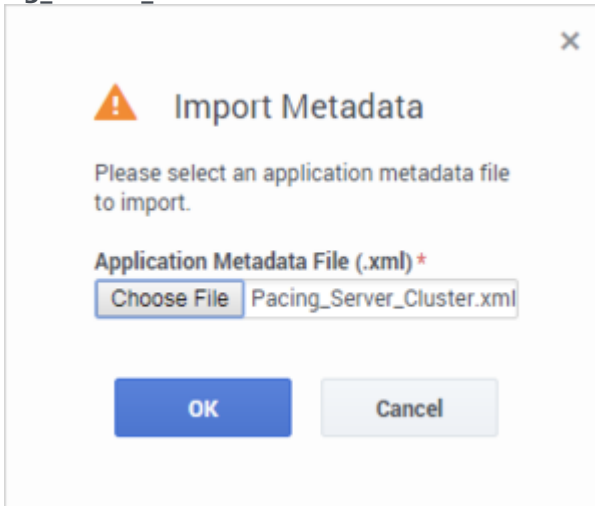 ×
Import Metadata
Please select an application metadata file
to import.
Application Metadata File (.xml) *
Choose File Pacing_Server_Cluster.xml
OK Cancel